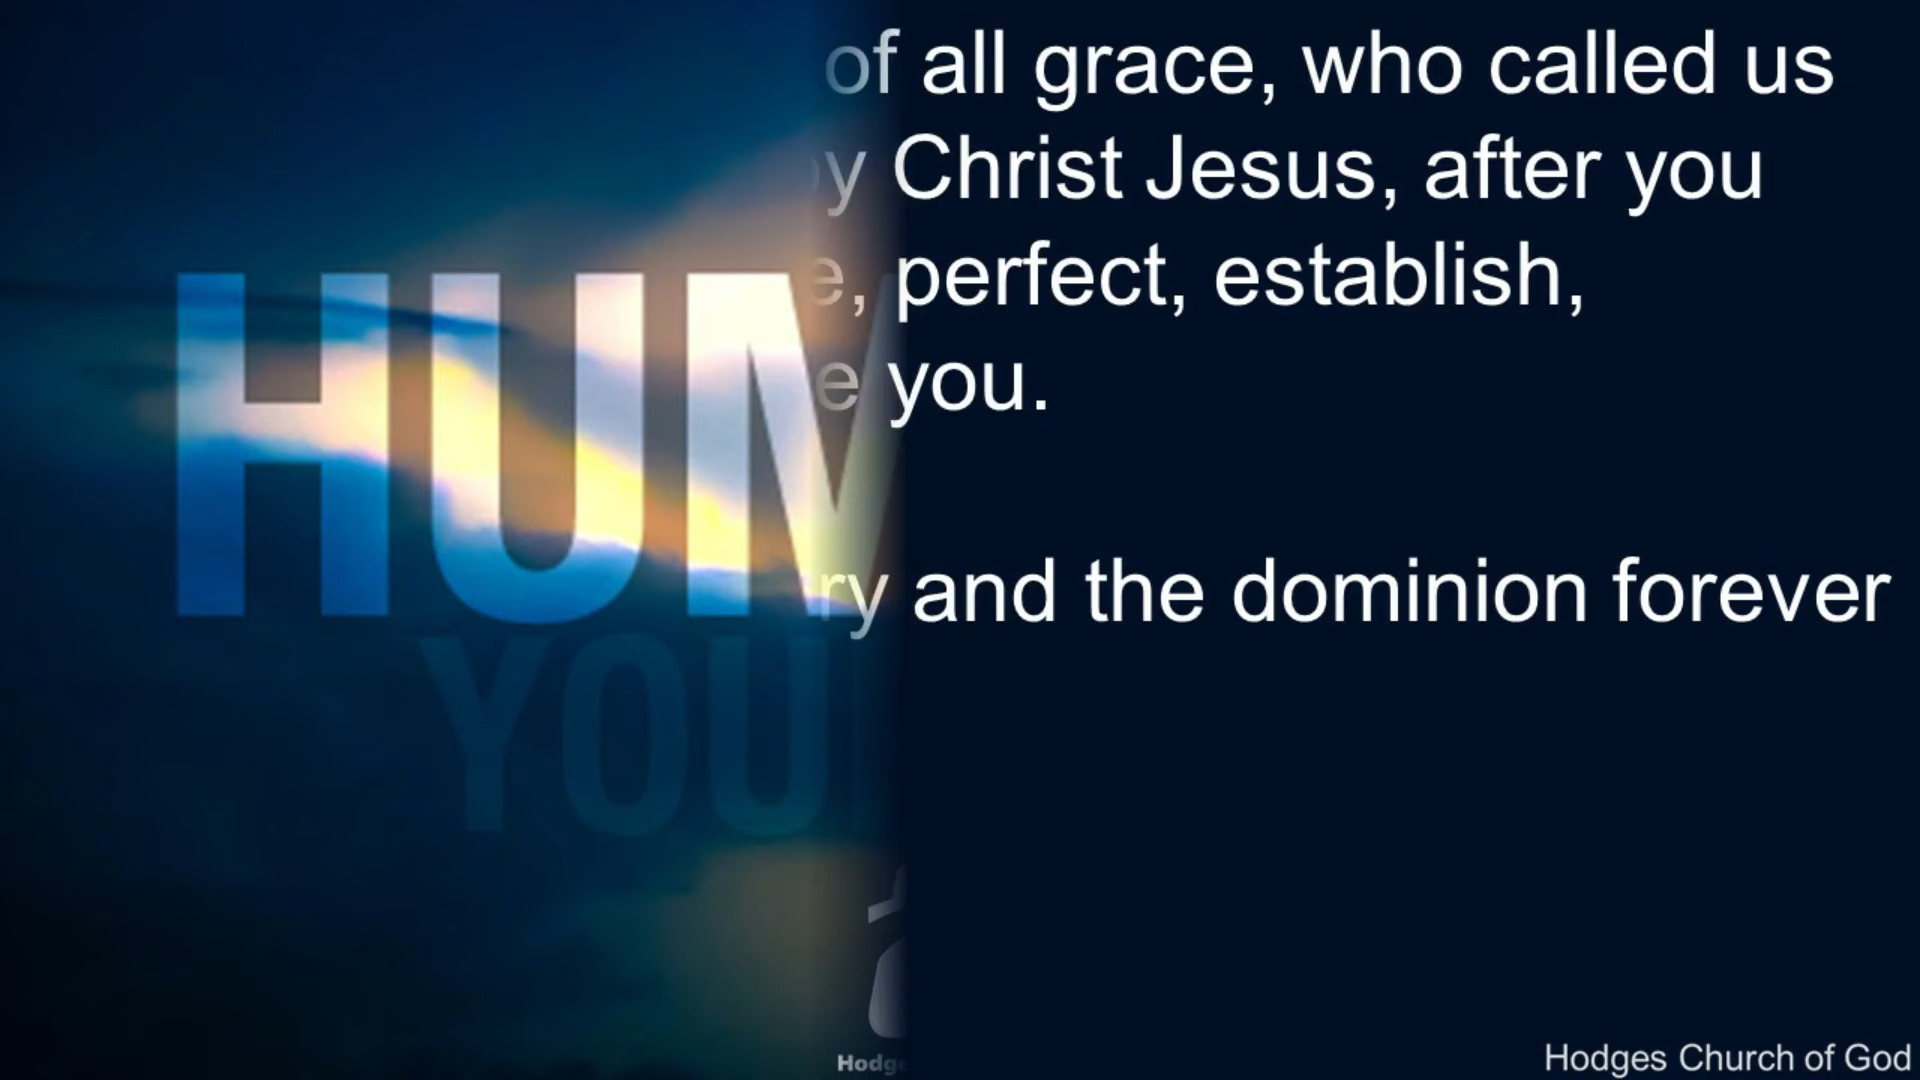 of all grace, who called us
y Christ Jesus, after you
e, perfect, establish,
e you.
ry and the dominion forever
HUM
YOU
Hodg
Hodges Church of God